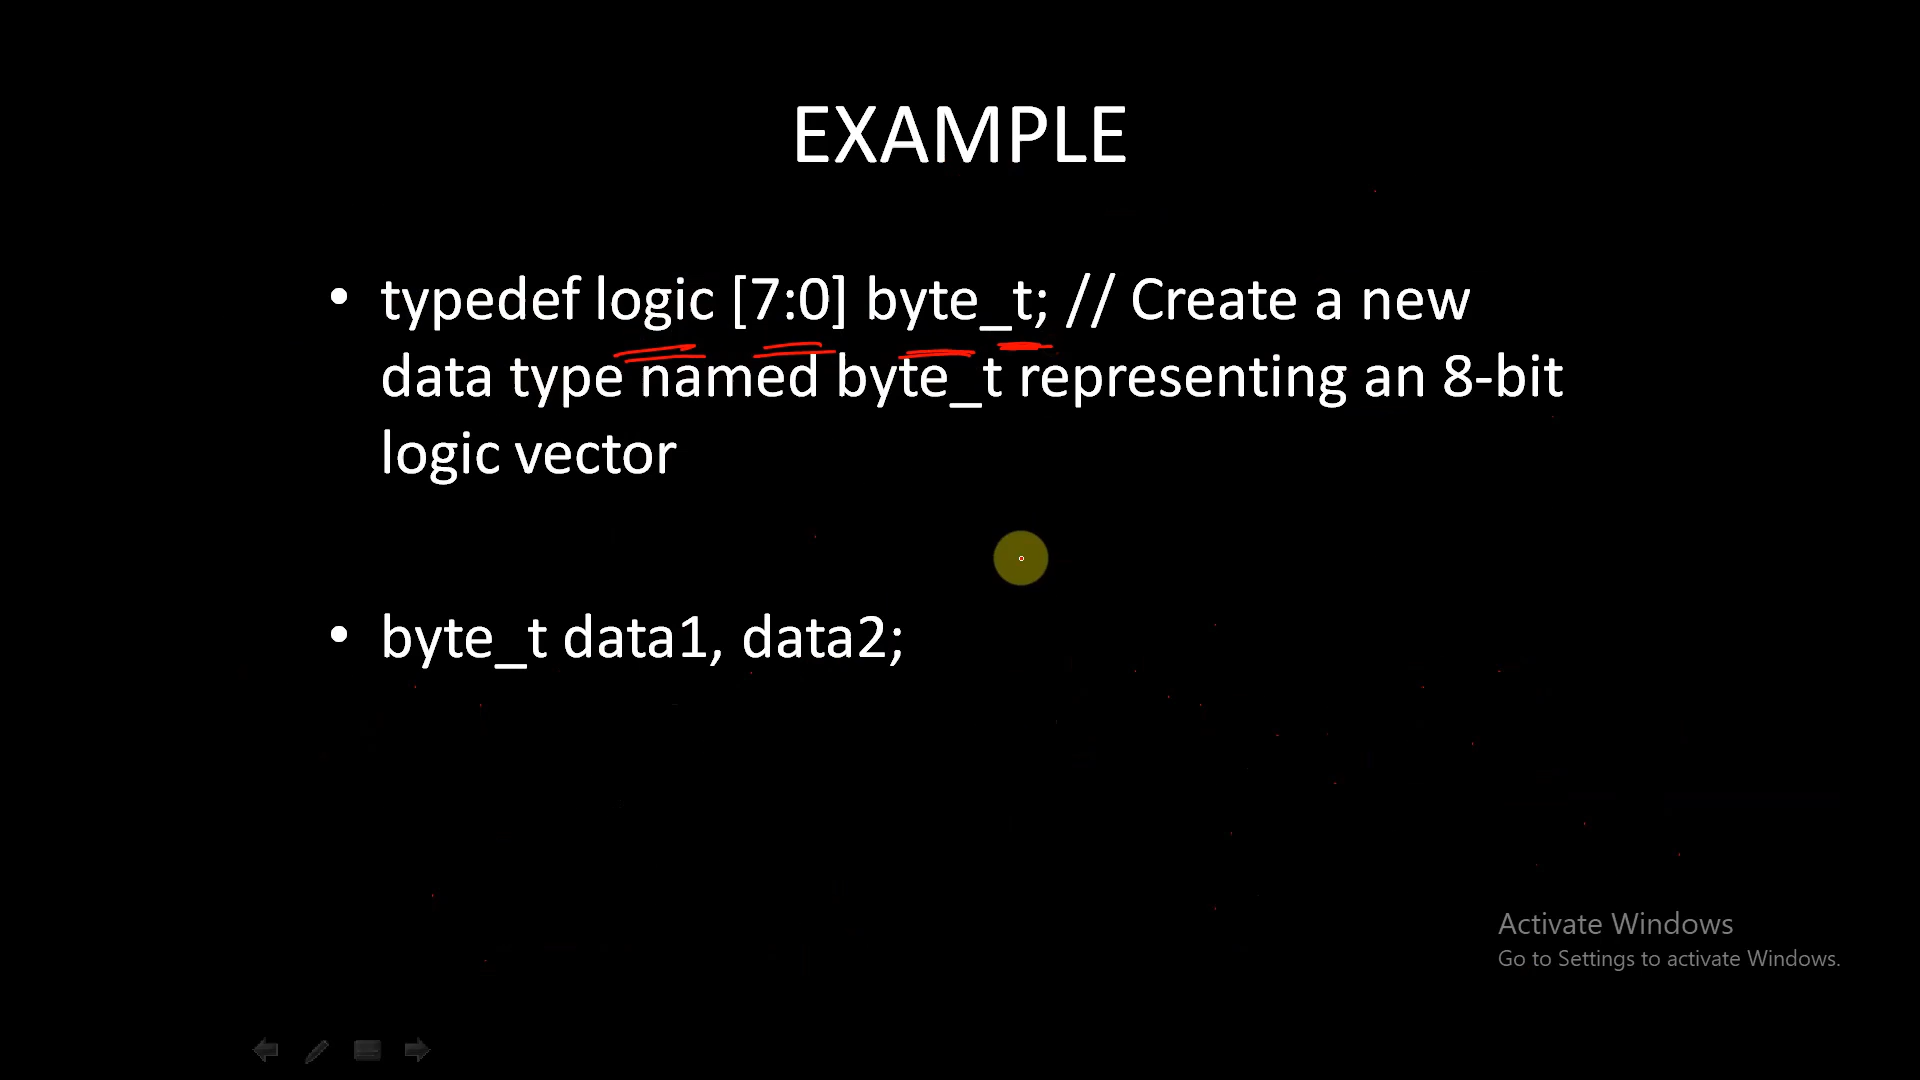 EXAMPLE
• typedef logic [7:0] byte_t; // Create a new
data type named byte_t representing an 8-bit
logic vector
• byte_t data1, data2;
Activate Windows
Go to Settings to activate Windows.